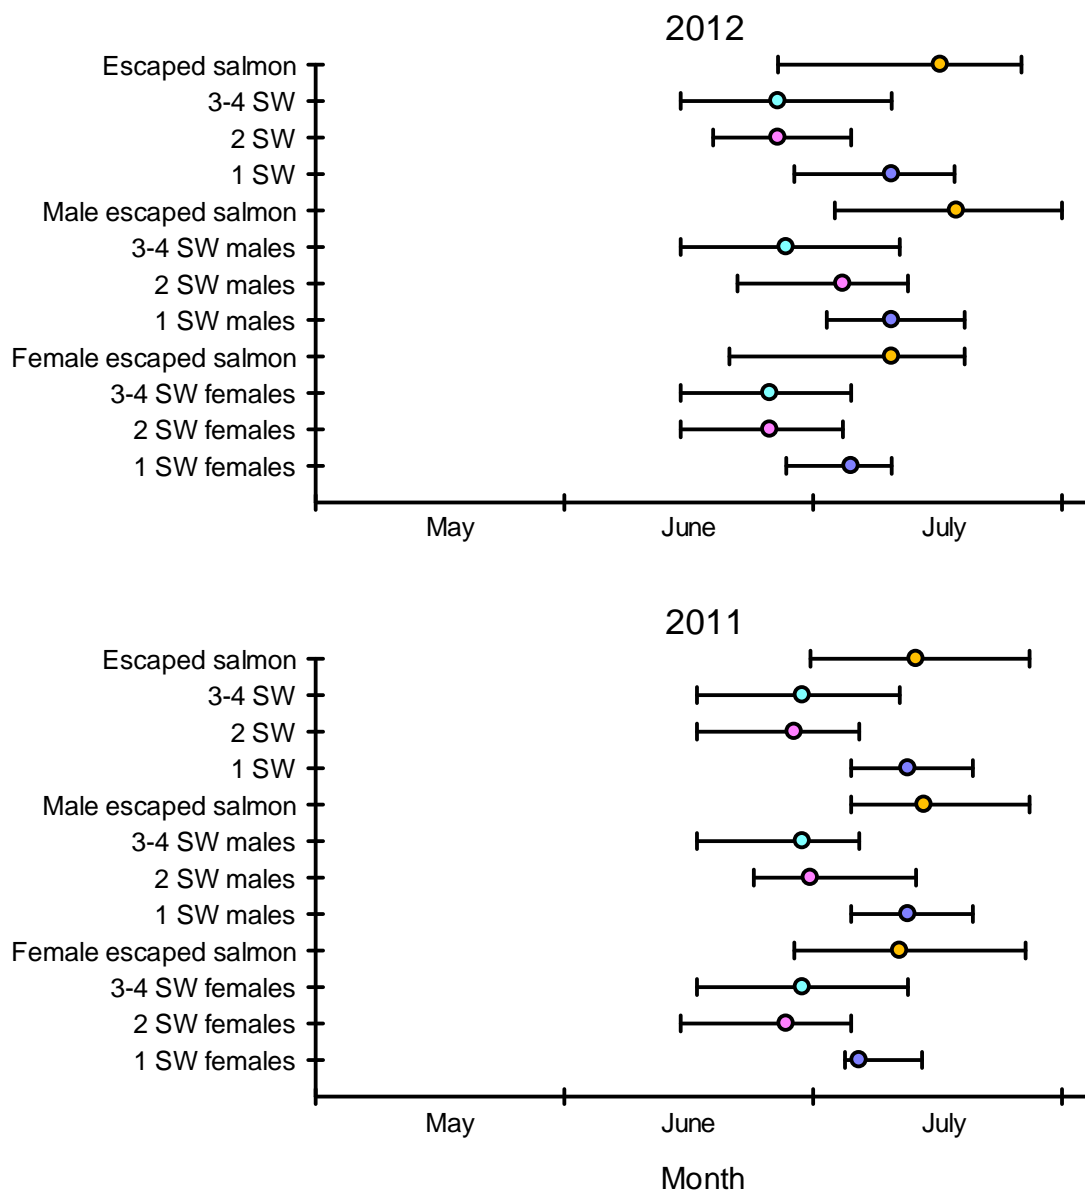 2012
Escaped salmon
3-4 SW
2 SW
1 SW
Male escaped salmon
3-4 SW males
2 SW males
1 SW males
Female escaped salmon
3-4 SW females
2 SW females
1 SW females
May June July
2011
Escaped salmon
3-4 SW
2 SW
1 SW
Male escaped salmon
3-4 SW males
2 SW males
1 SW males
Female escaped salmon
3-4 SW females
2 SW females
1 SW females
May June July
Month